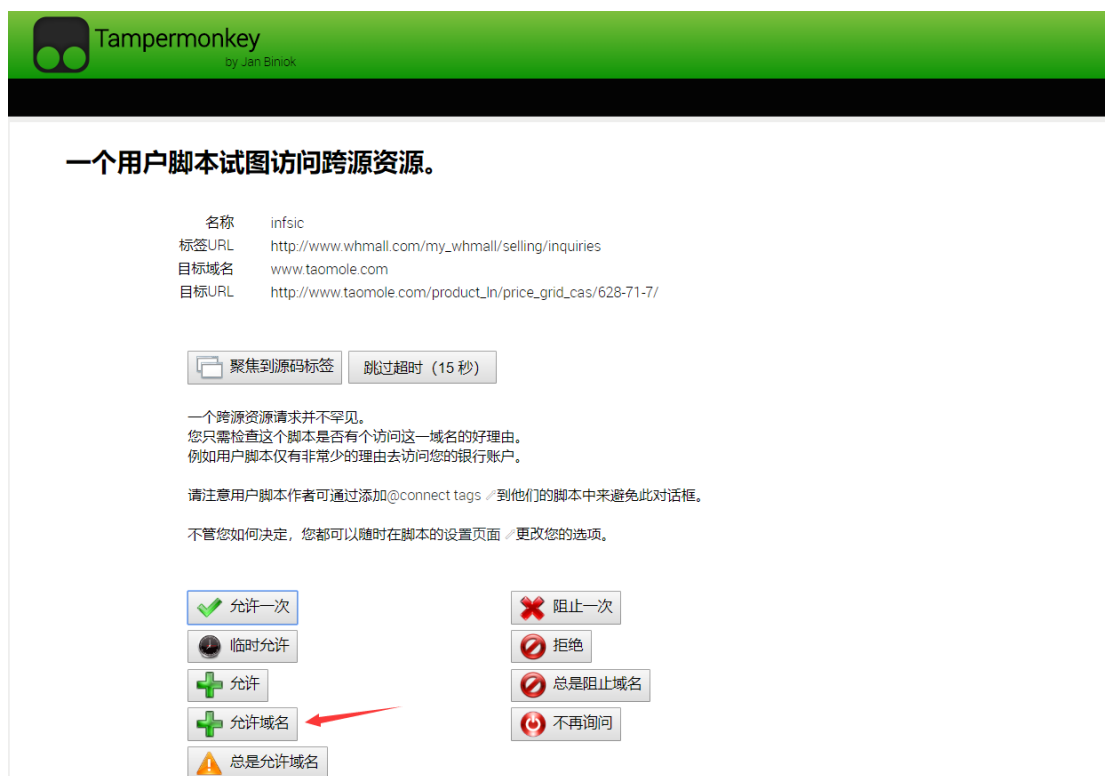 Tampermonkey
by Jan Biniok
一个用户脚本试图访问跨源资源。
名称 infsic
标签URL http://www.whmall.com/my_whmall/selling/inquiries
目标域名 www.taomole.com
目标URL http://www.taomole.com/product_ln/price_grid_cas/628-71-7/
聚焦到源码标签 跳过超时（15 秒）
一个跨源资源请求并不罕见。
您只需检查这个脚本是否有个访问这一域名的好理由。
例如用户脚本仅有非常少的理由去访问您的银行账户。
请注意用户脚本作者可通过添加@connect tags 到他们的脚本中来避免此对话框。
不管您如何决定，您都可以随时在脚本的设置页面 更改您的选项。
允许一次 阻止一次
临时允许 拒绝
允许 总是阻止域名
允许域名 不再询问
总是允许域名